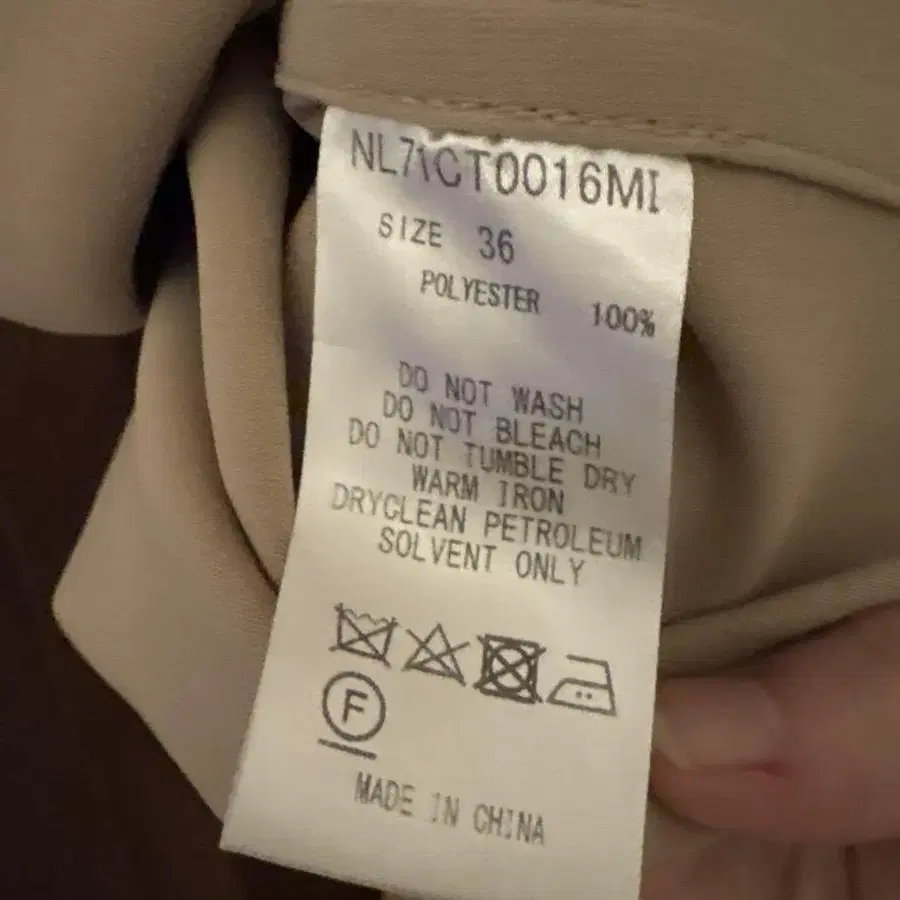 NL71CT0016MI
SIZE 36
POLYESTER 100%
DO NOT WASH
DO NOT BLEACH
DO NOT TUMBLE DRY
WARM IRON
DRYCLEAN PETROLEUM
SOLVENT ONLY
F
MADE IN CHINA